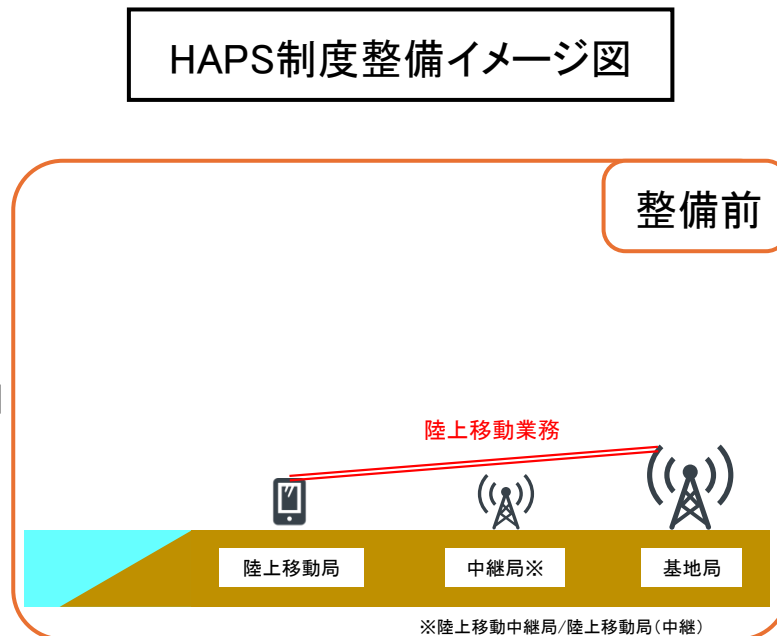 HAPS制度整備イメージ図
整備前
陸上移動業務
陸上移動局
中継局※
基地局
※陸上移動中継局/陸上移動局(中継)